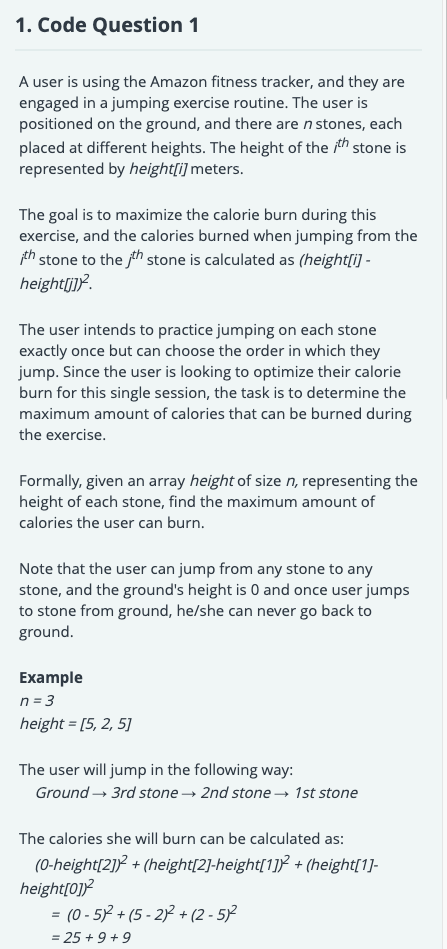 1. Code Question 1
A user is using the Amazon fitness tracker, and they are
engaged in a jumping exercise routine. The user is
positioned on the ground, and there are n stones, each
placed at different heights. The height of the ith stone is
represented by height[i] meters.
The goal is to maximize the calorie burn during this
exercise, and the calories burned when jumping from the
ith stone to the jth stone is calculated as (height[i] -
height[j])2.
The user intends to practice jumping on each stone
exactly once but can choose the order in which they
jump. Since the user is looking to optimize their calorie
burn for this single session, the task is to determine the
maximum amount of calories that can be burned during
the exercise.
Formally, given an array height of size n, representing the
height of each stone, find the maximum amount of
calories the user can burn.
Note that the user can jump from any stone to any
stone, and the ground's height is 0 and once user jumps
to stone from ground, he/she can never go back to
ground.
Example
n = 3
height = [5, 2, 5]
The user will jump in the following way:
Ground → 3rd stone → 2nd stone → 1st stone
The calories she will burn can be calculated as:
(0-height[2])2 + (height[2]-height[1])2 + (height[1]-
height[0])2
= (0 - 5)2 + (5 - 2)2 + (2 - 5)2
= 25 + 9 + 9